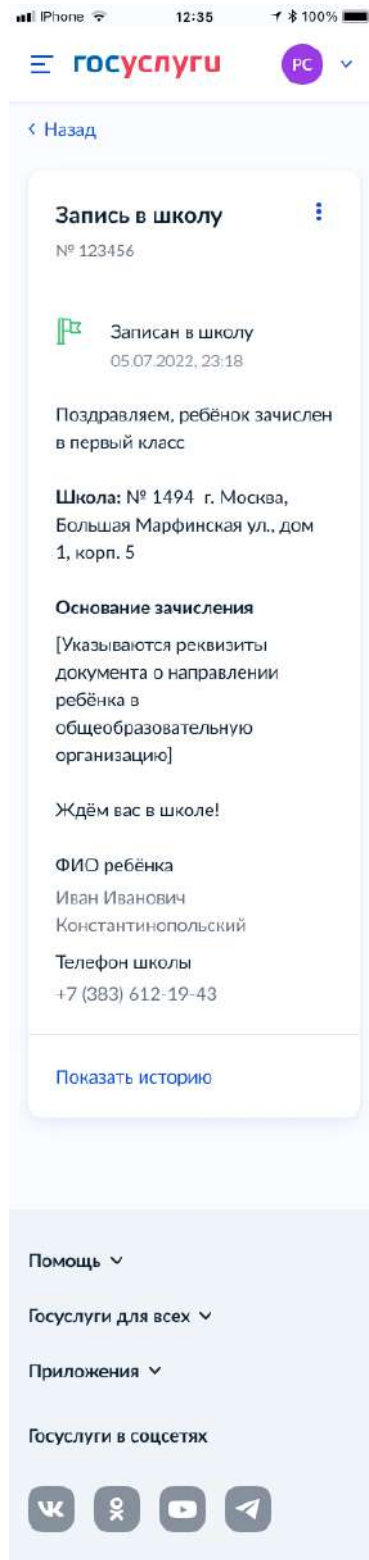 iPhone 12:35 100%
госуслуги РС
Назад
Запись в школу
№ 123456
Записан в школу
05.07.2022, 23:18
Поздравляем, ребёнок зачислен
в первый класс
Школа: № 1494 г. Москва,
Большая Марфинская ул., дом
1, корп. 5
Основание зачисления
[Указываются реквизиты
документа о направлении
ребёнка в
общеобразовательную
организацию]
Ждём вас в школе!
ФИО ребёнка
Иван Иванович
Константинопольский
Телефон школы
+7 (383) 612-19-43
Показать историю
Помощь
Госуслуги для всех
Приложения
Госуслуги в соцсетях